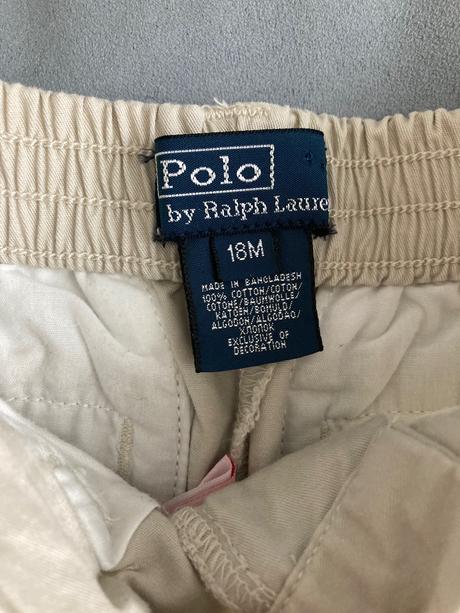 Polo
by Ralph Laure
18M
MADE IN BANGLADESH
100% COTTON/COTON/
COTONE/BAUMWOLLE/
KATOEN/BOMULD/
ALGODON/ALGODAO/
ХЛОПОК
EXCLUSIVE OF
DECORATION